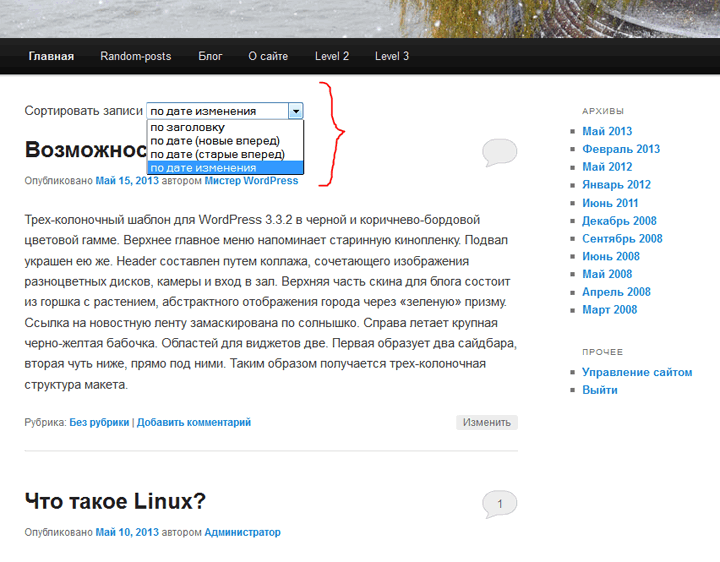 Главная Random-posts Блог О сайте Level 2 Level 3
Сортировать записи по дате изменения
по заголовку
по дате (новые вперед)
по дате (старые вперед)
по дате изменения
Возможнос
Опубликовано Май 15, 2013 автором Мистер WordPress
Трех-колоночный шаблон для WordPress 3.3.2 в черной и коричнево-бордовой
цветовой гамме. Верхнее главное меню напоминает старинную кинопленку. Подвал
украшен ею же. Header составлен путем коллажа, сочетающего изображения
разноцветных дисков, камеры и вход в зал. Верхняя часть скина для блога состоит
из горшка с растением, абстрактного отображения города через «зеленую» призму.
Ссылка на новостную ленту замаскирована по солнышко. Справа летает крупная
черно-желтая бабочка. Областей для виджетов две. Первая образует два сайдбара,
вторая чуть ниже, прямо под ними. Таким образом получается трех-колоночная
структура макета.
Рубрика: Без рубрики | Добавить комментарий
Изменить
Что такое Linux?
1
Опубликовано Май 10, 2013 автором Администратор
АРХИВЫ
Май 2013
Февраль 2013
Май 2012
Январь 2012
Июнь 2011
Декабрь 2008
Сентябрь 2008
Июнь 2008
Май 2008
Апрель 2008
Март 2008
ПРОЧЕЕ
Управление сайтом
Выйти